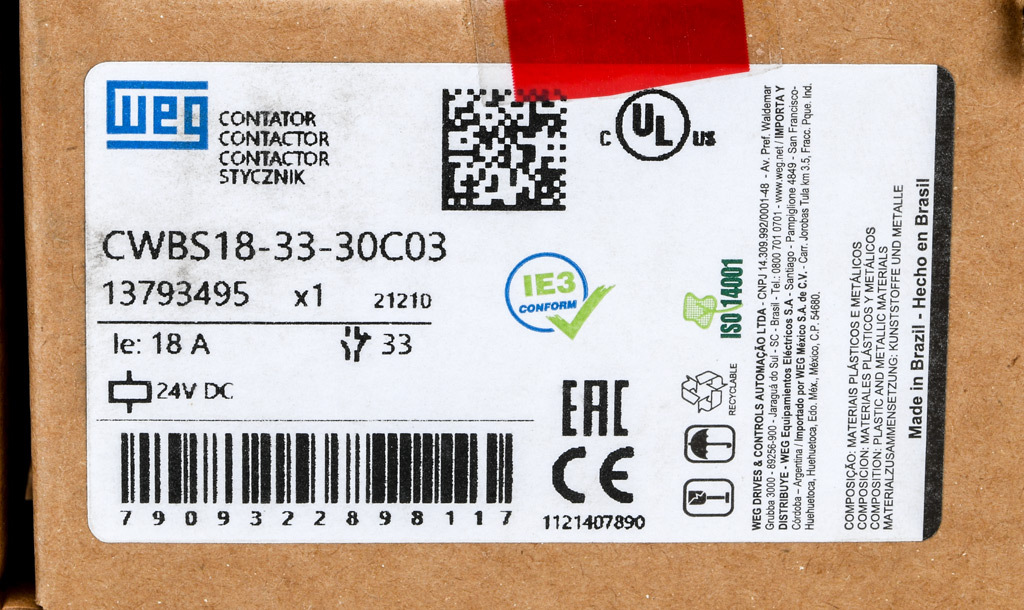 weg
CONTATOR
CONTACTOR
CONTACTOR
STYCZNIK
C UL US
CWBS18-33-30C03
13793495 x1 21210
Ie: 18 A 33
24V DC
7909322898117
IE3
CONFORM
ISO 14001
EAC
CE
1121407890
RECYCLABLE
WEG DRIVES & CONTROLS AUTOMAÇÃO LTDA - CNPJ 14.309.992/0001-48 - Av. Pref. Waldemar
Grubba 3000 - 89256-900 - Jaraguá do Sul - SC - Brasil - Tel.: 0800 701 0701 - www.weg.net / IMPORTA Y
DISTRIBUTE - WEG Equipamientos Eléctricos S.A. - Santiago - Pampiglione 4849 - San Francisco-
Córdoba – Argentina / Importado por WEG México S.A. de C.V. - Carr. Jorobas Tula km 3.5, Fracc. Pque. Ind.
Huehuetoca, Huehuetoca, Edo. Méx., México, C.P. 54680,
COMPOSIÇÃO: MATERIAIS PLÁSTICOS E METÁLICOS
COMPOSICION: MATERIALES PLÁSTICOS Y METÁLICOS
COMPOSITION: PLASTIC AND METALLIC MATERIALS
MATERIALZUSAMMENSETZUNG: KUNSTSTOFFE UND METALLE
Made in Brazil - Hecho en Brasil